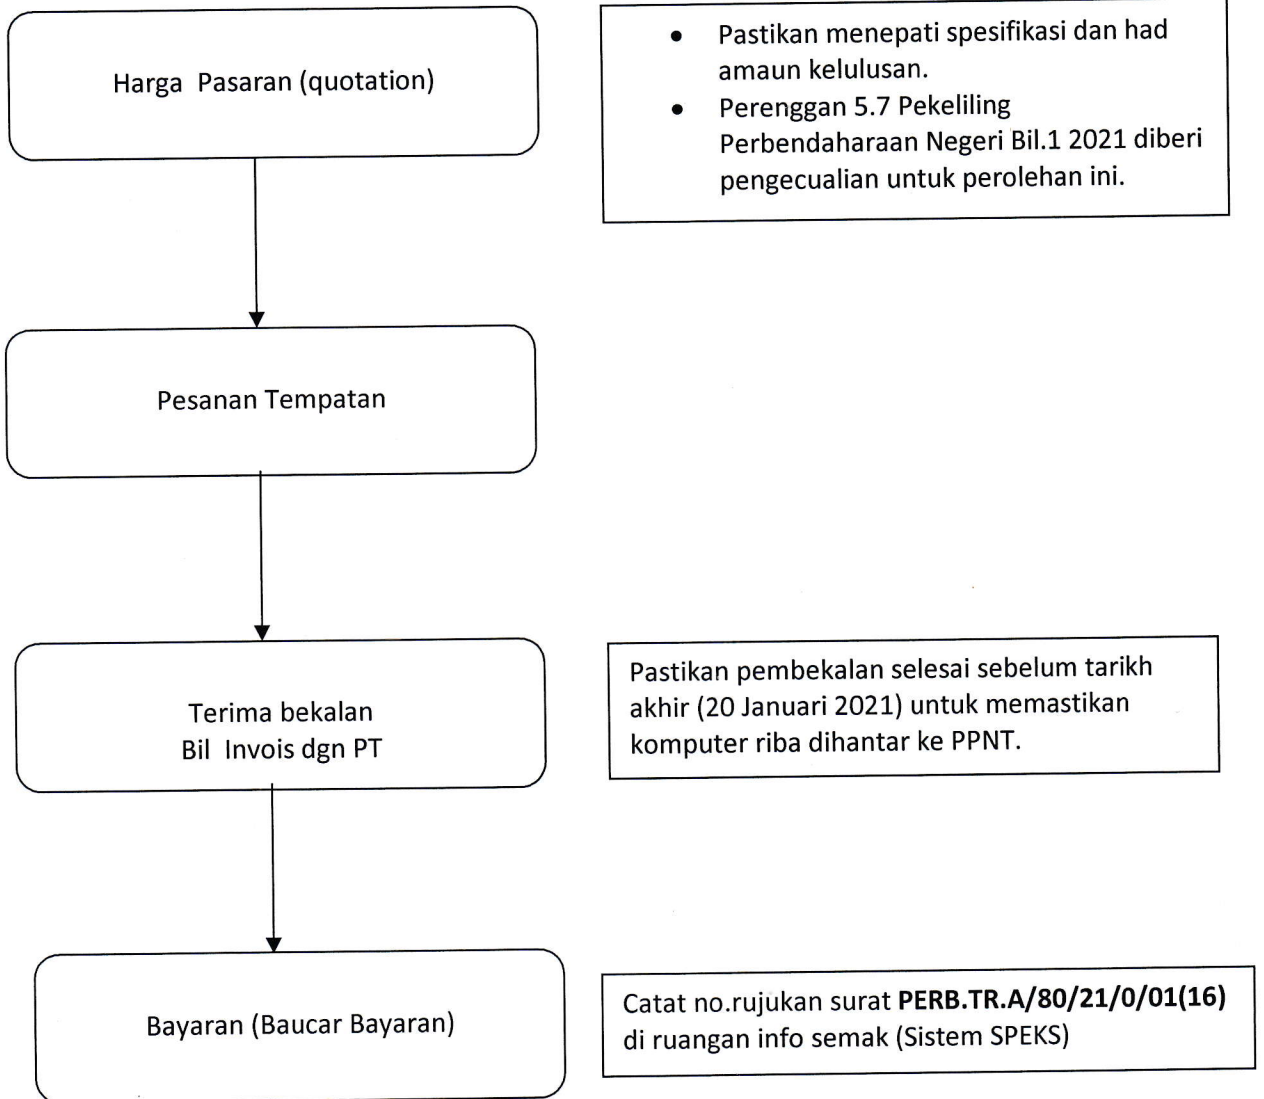 Harga Pasaran (quotation)
• Pastikan menepati spesifikasi dan had
amaun kelulusan.
• Perenggan 5.7 Pekeliling
Perbendaharaan Negeri Bil.1 2021 diberi
pengecualian untuk perolehan ini.
Pesanan Tempatan
Terima bekalan
Bil Invois dgn PT
Pastikan pembekalan selesai sebelum tarikh
akhir (20 Januari 2021) untuk memastikan
komputer riba dihantar ke PPNT.
Bayaran (Baucar Bayaran)
Catat no.rujukan surat PERB.TR.A/80/21/0/01(16)
di ruangan info semak (Sistem SPEKS)